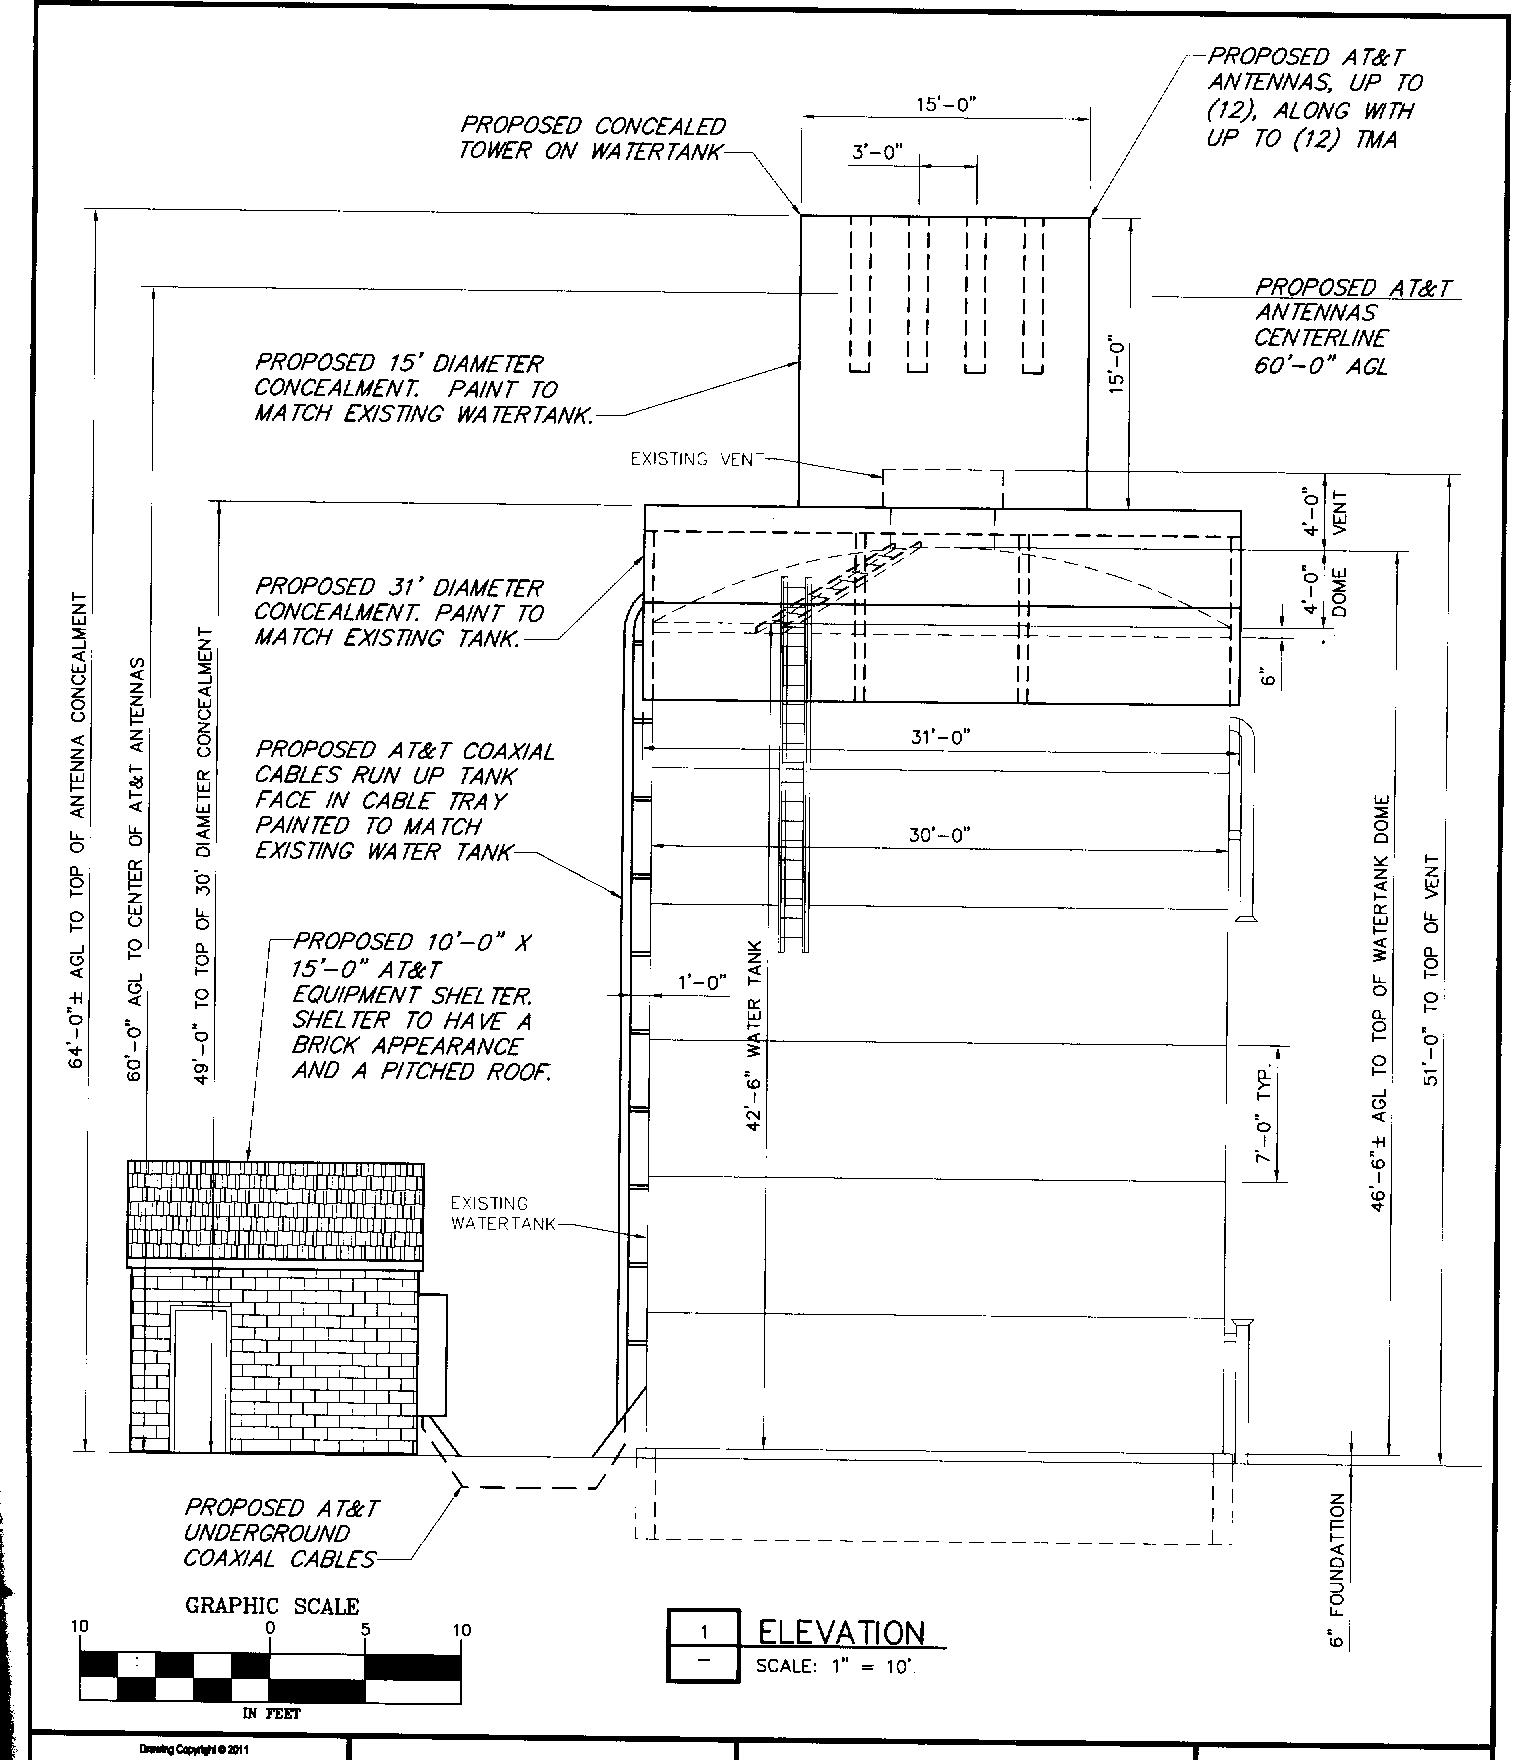 PROPOSED AT&T
ANTENNAS, UP TO
(12), ALONG WITH
UP TO (12) TMA
15'-0"
PROPOSED CONCEALED
TOWER ON WATERTANK
3'-0"
PROPOSED AT&T
ANTENNAS
CENTERLINE
60'-0" AGL
15'-0"
PROPOSED 15' DIAMETER
CONCEALMENT. PAINT TO
MATCH EXISTING WATERTANK.
EXISTING VENT
4'-0"
VENT
4'-0"
DOME
6"
PROPOSED 31' DIAMETER
CONCEALMENT. PAINT TO
MATCH EXISTING TANK.
64'-0"± AGL TO TOP OF ANTENNA CONCEALMENT
60'-0" AGL TO CENTER OF AT&T ANTENNAS
49'-0" TO TOP OF 30' DIAMETER CONCEALMENT
PROPOSED AT&T COAXIAL
CABLES RUN UP TANK
FACE IN CABLE TRAY
PAINTED TO MATCH
EXISTING WATER TANK
31'-0"
30'-0"
PROPOSED 10'-0" X
15'-0" AT&T
EQUIPMENT SHELTER.
SHELTER TO HAVE A
BRICK APPEARANCE
AND A PITCHED ROOF.
1'-0"
42'-6" WATER TANK
7'-0" TYP.
46'-6"± AGL TO TOP OF WATERTANK DOME
51'-0" TO TOP OF VENT
EXISTING
WATERTANK
PROPOSED AT&T
UNDERGROUND
COAXIAL CABLES
6" FOUNDATTION
GRAPHIC SCALE
10 0 5 10
IN FEET
1
-
ELEVATION
SCALE: 1" = 10'.
Drawing Copyright © 2011